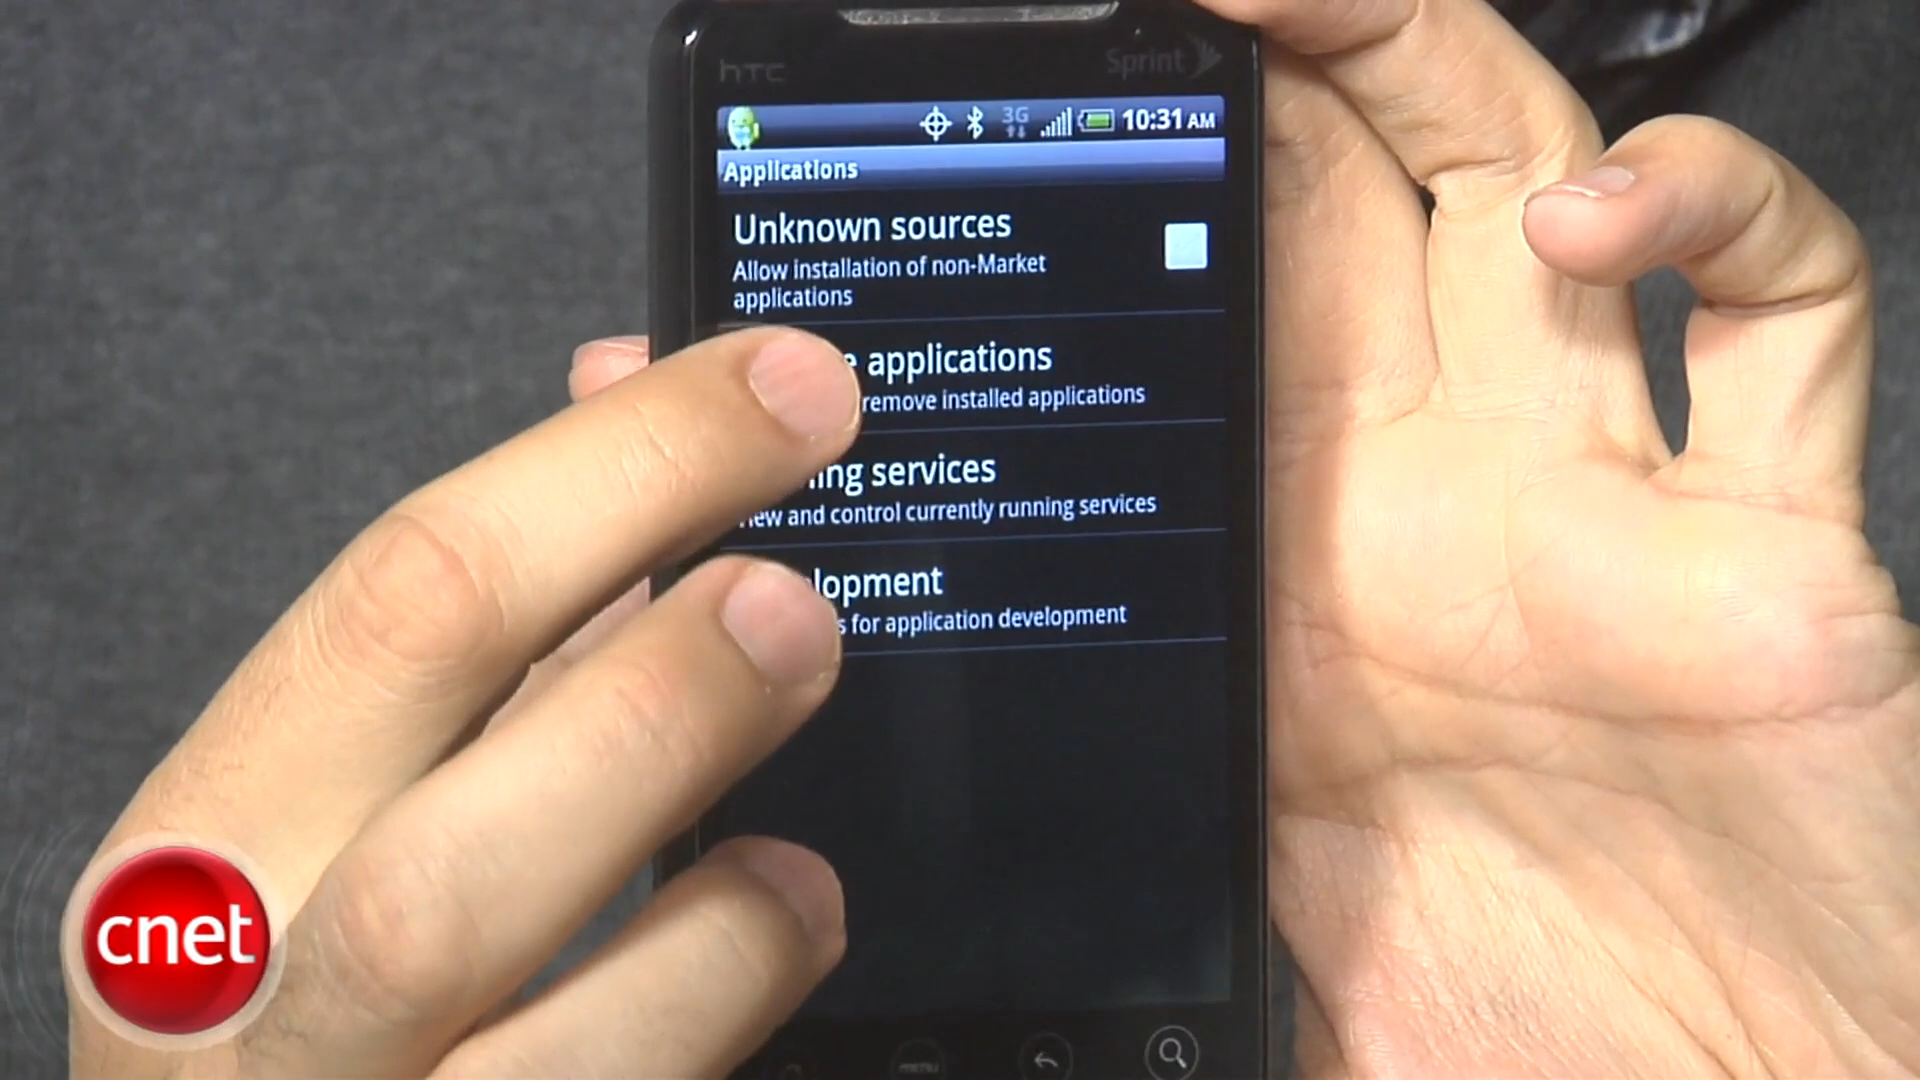 hTC
Sprint
3G
10:31 AM
Applications
Unknown sources
Allow installation of non-Market
applications
e applications
remove installed applications
ing services
and control currently running services
lopment
s for application development
menu
cnet